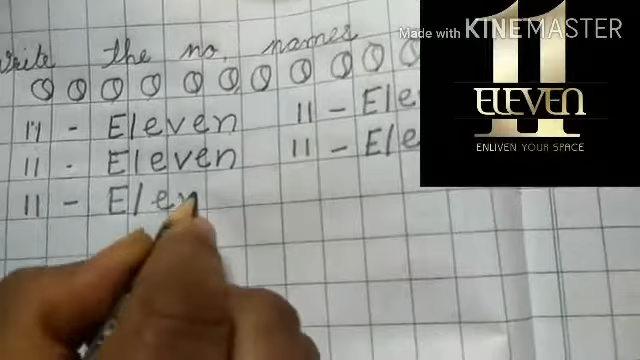 Made with KINEMASTER
write the no. names
11 - Eleven 11 - Ele
11 - Eleven 11 - Ele
11 - Elev
11
ELEVEN
ENLIVEN YOUR SPACE